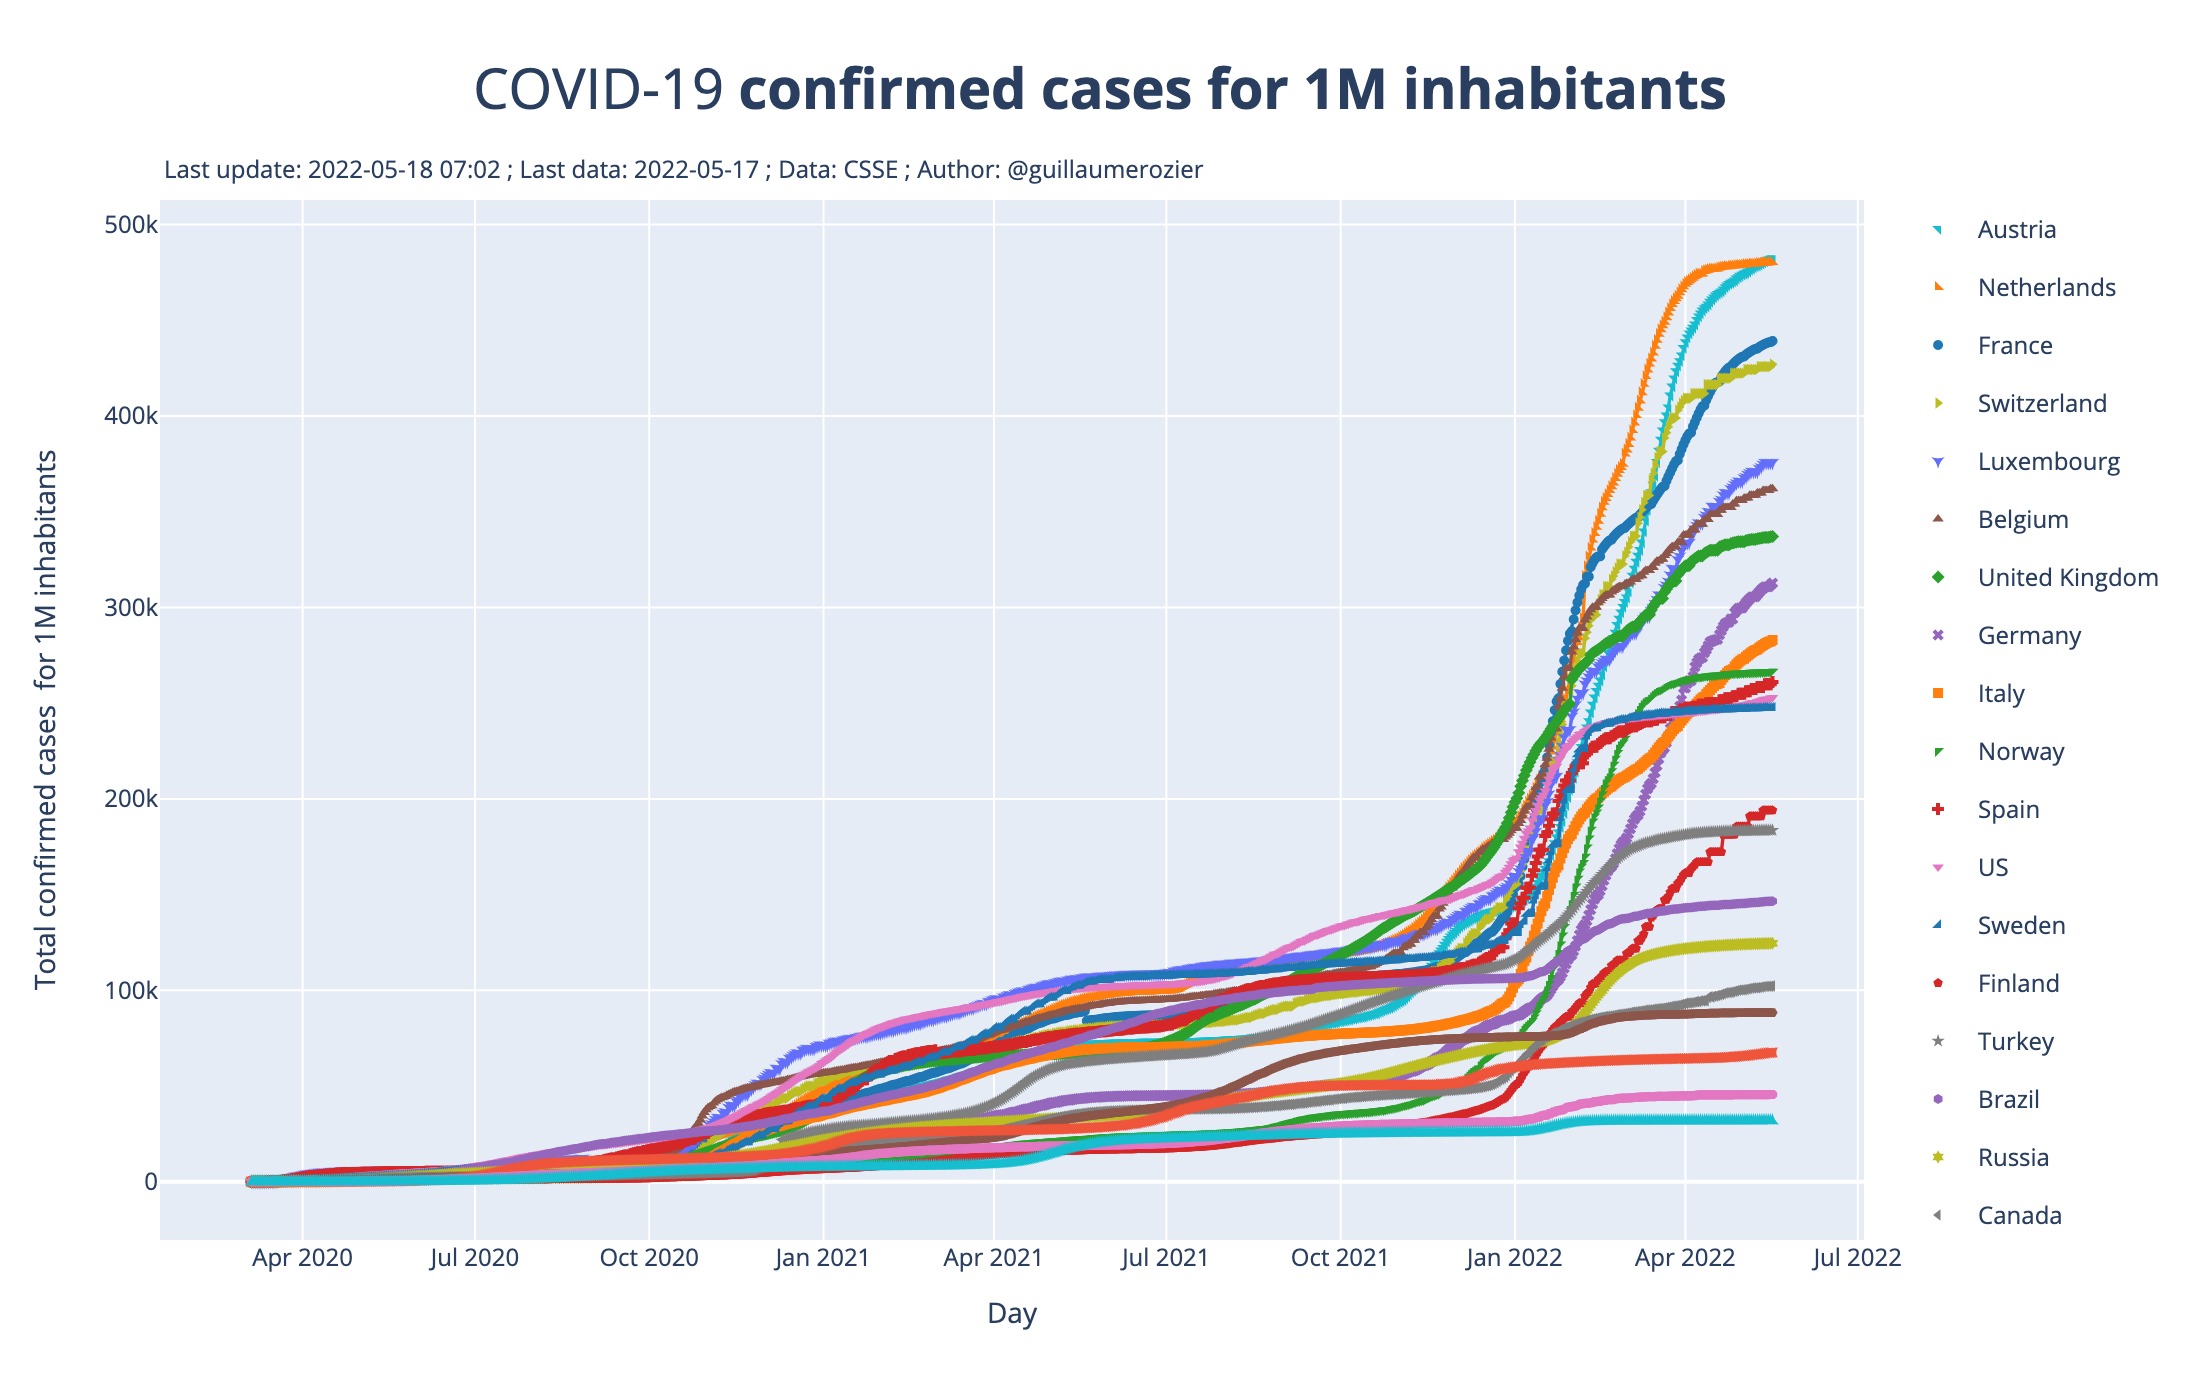 COVID-19 confirmed cases for 1M inhabitants
Last update: 2022-05-18 07:02 ; Last data: 2022-05-17 ; Data: CSSE ; Author: @guillaumerozier
Total confirmed cases for 1M inhabitants
500k
400k
300k
200k
100k
0
Apr 2020
Jul 2020
Oct 2020
Jan 2021
Apr 2021
Jul 2021
Oct 2021
Jan 2022
Apr 2022
Jul 2022
Day
Austria
Netherlands
France
Switzerland
Luxembourg
Belgium
United Kingdom
Germany
Italy
Norway
Spain
US
Sweden
Finland
Turkey
Brazil
Russia
Canada